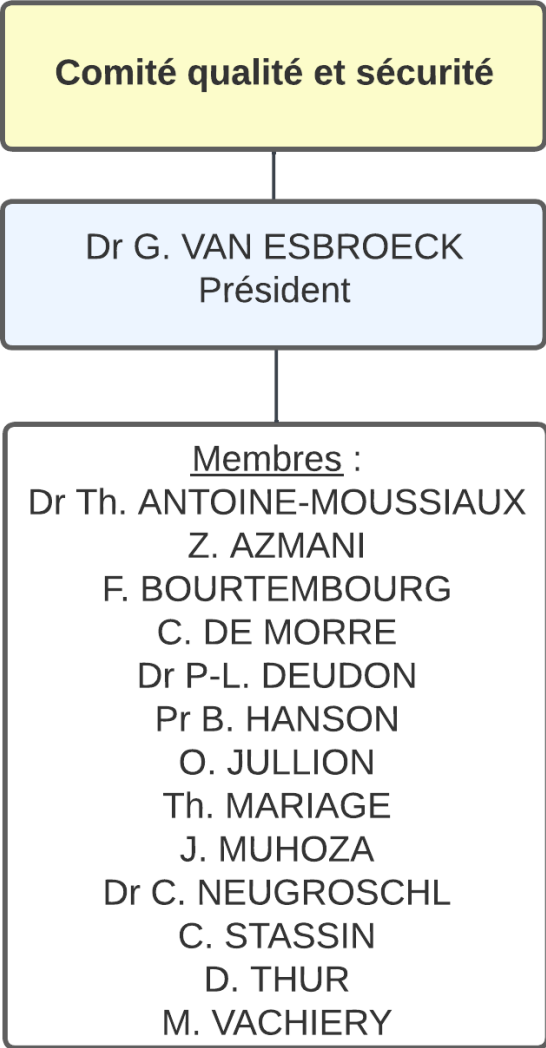 Comité qualité et sécurité
Dr G. VAN ESBROECK
Président
Membres :
Dr Th. ANTOINE-MOUSSIAUX
Z. AZMANI
F. BOURTEMBOURG
C. DE MORRE
Dr P-L. DEUDON
Pr B. HANSON
O. JULLION
Th. MARIAGE
J. MUHOZA
Dr C. NEUGROSCHL
C. STASSIN
D. THUR
M. VACHIERY